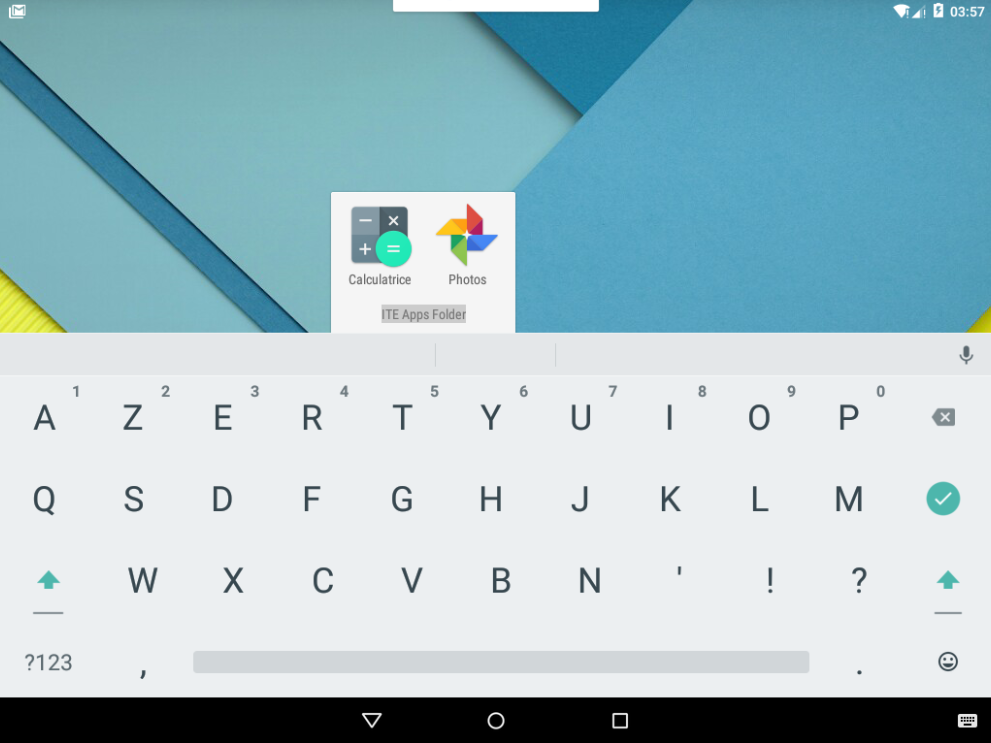 03:57
Calculatrice Photos
ITE Apps Folder
1 2 3 4 5 6 7 8 9 0
A Z E R T Y U I O P
Q S D F G H J K L M
W X C V B N ' ! ?
?123 , .